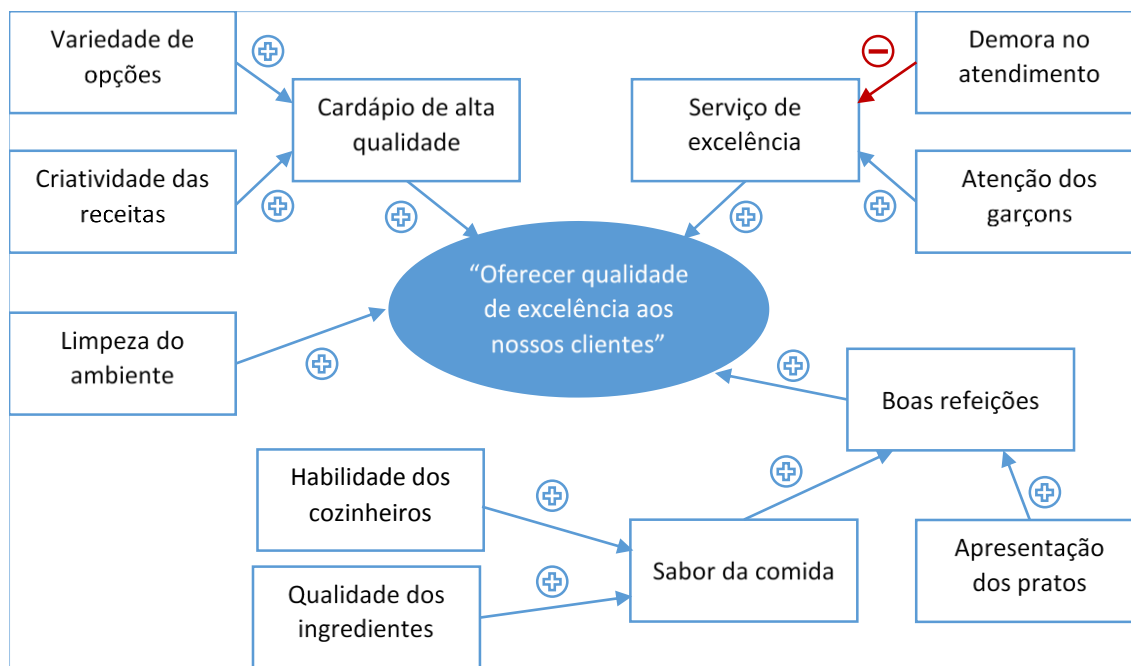 Variedade de
opções
Demora no
atendimento
Cardápio de alta
qualidade
Serviço de
excelência
Criatividade das
receitas
Atenção dos
garçons
“Oferecer qualidade
de excelência aos
nossos clientes”
Limpeza do
ambiente
Boas refeições
Habilidade dos
cozinheiros
Sabor da comida
Apresentação
dos pratos
Qualidade dos
ingredientes